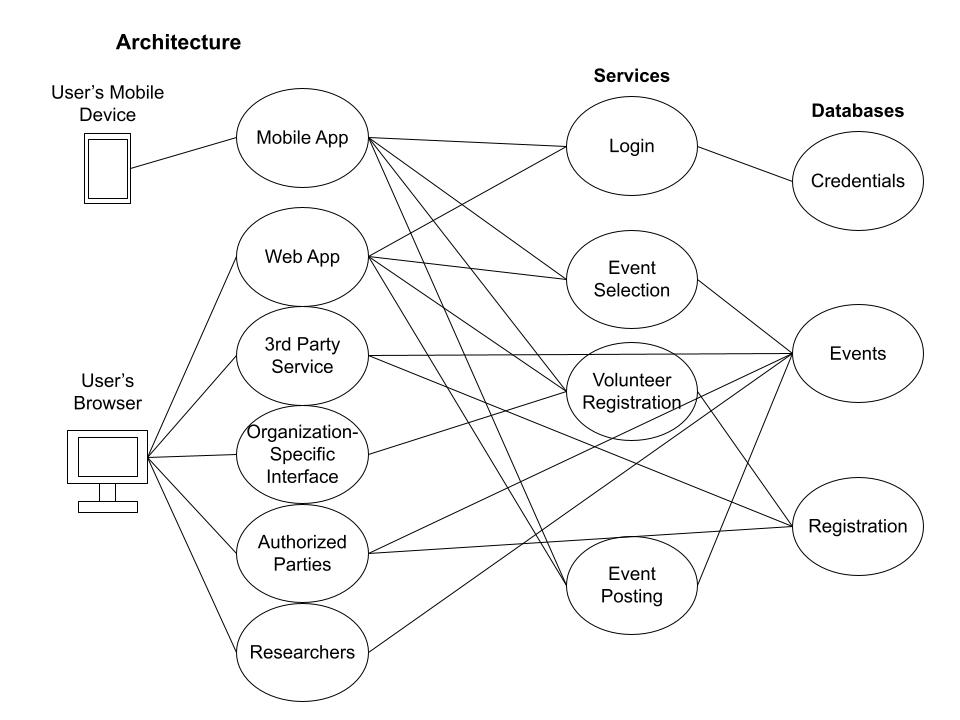 Architecture
User's Mobile
Device
Mobile App
Services
Login
Databases
Credentials
Web App
Event
Selection
3rd Party
Service
Events
User's
Browser
Volunteer
Registration
Organization-
Specific
Interface
Authorized
Parties
Registration
Event
Posting
Researchers